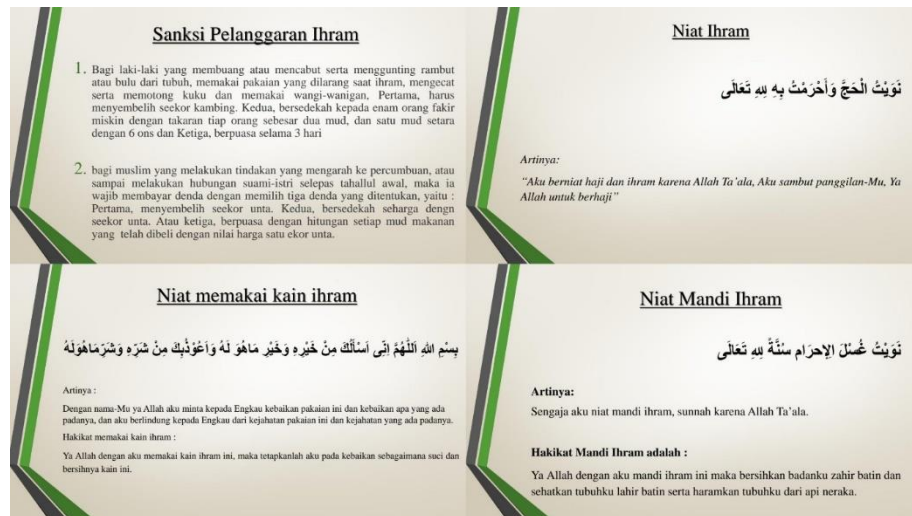 Sanksi Pelanggaran Ihram
1. Bagi laki-laki yang membuang atau mencabut serta menggunting rambut
atau bulu dari tubuh, memakai pakaian yang dilarang saat ihram, mengecat
serta memotong kuku dan memakai wangi-wanigan, Pertama, harus
menyembelih seekor kambing. Kedua, bersedekah kepada enam orang fakir
miskin dengan takaran tiap orang sebesar dua mud, dan satu mud setara
dengan 6 ons dan Ketiga, berpuasa selama 3 hari
2. bagi muslim yang melakukan tindakan yang mengarah ke percumbuan, atau
sampai melakukan hubungan suami-istri selepas tahallul awal, maka ia
wajib membayar denda dengan memilih tiga denda yang ditentukan, yaitu :
Pertama, menyembelih seekor unta. Kedua, bersedekah seharga dengn
seekor unta. Atau ketiga, berpuasa dengan hitungan setiap mud makanan
yang telah dibeli dengan nilai harga satu ekor unta.
Niat Ihram
نَوَيْتُ الْحَجَّ وَأَحْرَمْتُ بِهِ لِلهِ تَعَالَى
Artinya:
“Aku berniat haji dan ihram karena Allah Ta’ala, Aku sambut panggilan-Mu, Ya
Allah untuk berhaji”
Niat memakai kain ihram
بِسْمِ اللهِ اَللّٰهُمَّ اِنِّى اَسْأَلُكَ مِنْ خَيْرِهِ وَخَيْرِ مَاهُوَ لَهُ وَاَعُوْذُبِكَ مِنْ شَرِّهِ وَشَرِّمَاهُوَلَهُ
Artinya :
Dengan nama-Mu ya Allah aku minta kepada Engkau kebaikan pakaian ini dan kebaikan apa yang ada
padanya, dan aku berlindung kepada Engkau dari kejahatan pakaian ini dan kejahatan yang ada padanya.
Hakikat memakai kain ihram :
Ya Allah dengan aku memakai kain ihram ini, maka tetapkanlah aku pada kebaikan sebagaimana suci dan
bersihnya kain ini.
Niat Mandi Ihram
نَوَيْتُ غُسْلَ الِاحرَام سُنَّةً لِلهِ تَعَالَى
Artinya:
Sengaja aku niat mandi ihram, sunnah karena Allah Ta’ala.
Hakikat Mandi Ihram adalah :
Ya Allah dengan aku mandi ihram ini maka bersihkan badanku zahir batin dan
sehatkan tubuhku lahir batin serta haramkan tubuhku dari api neraka.